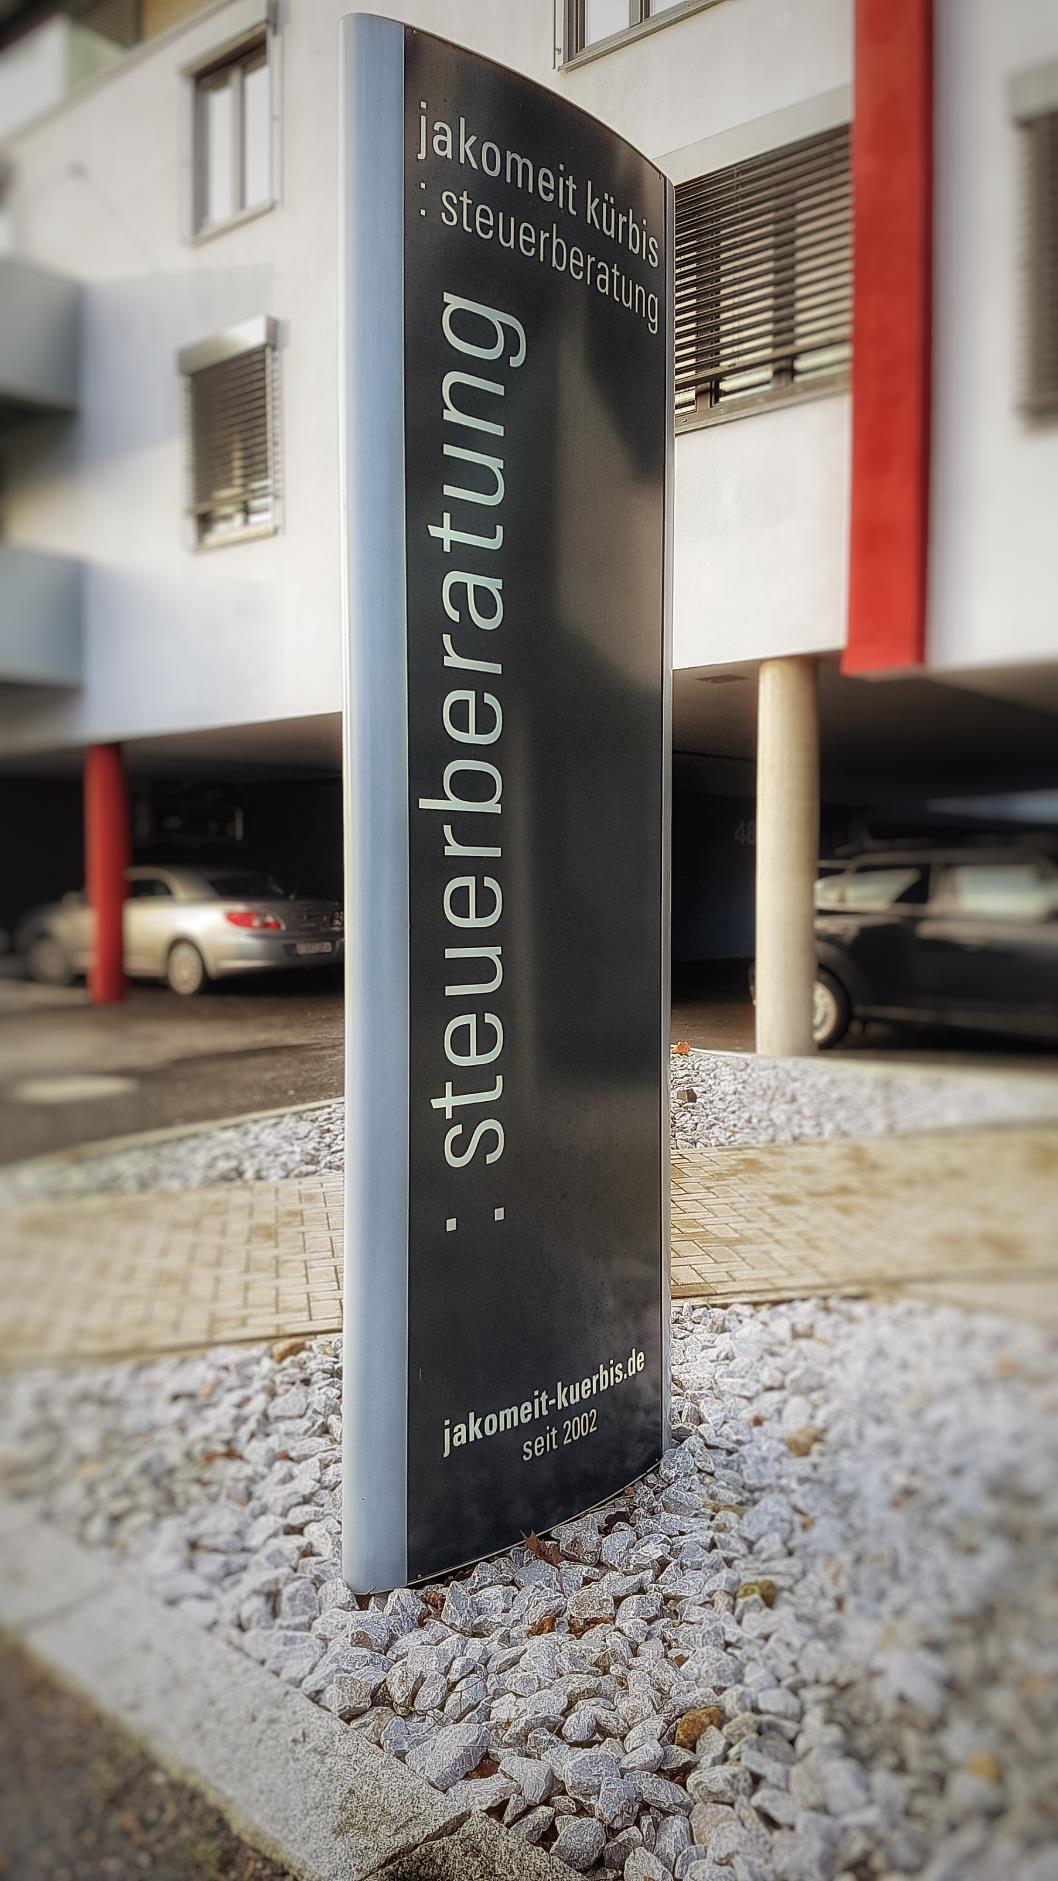 jakomeit kürbis
: steuerberatung
: steuerberatung
jakomeit-kuerbis.de
seit 2002